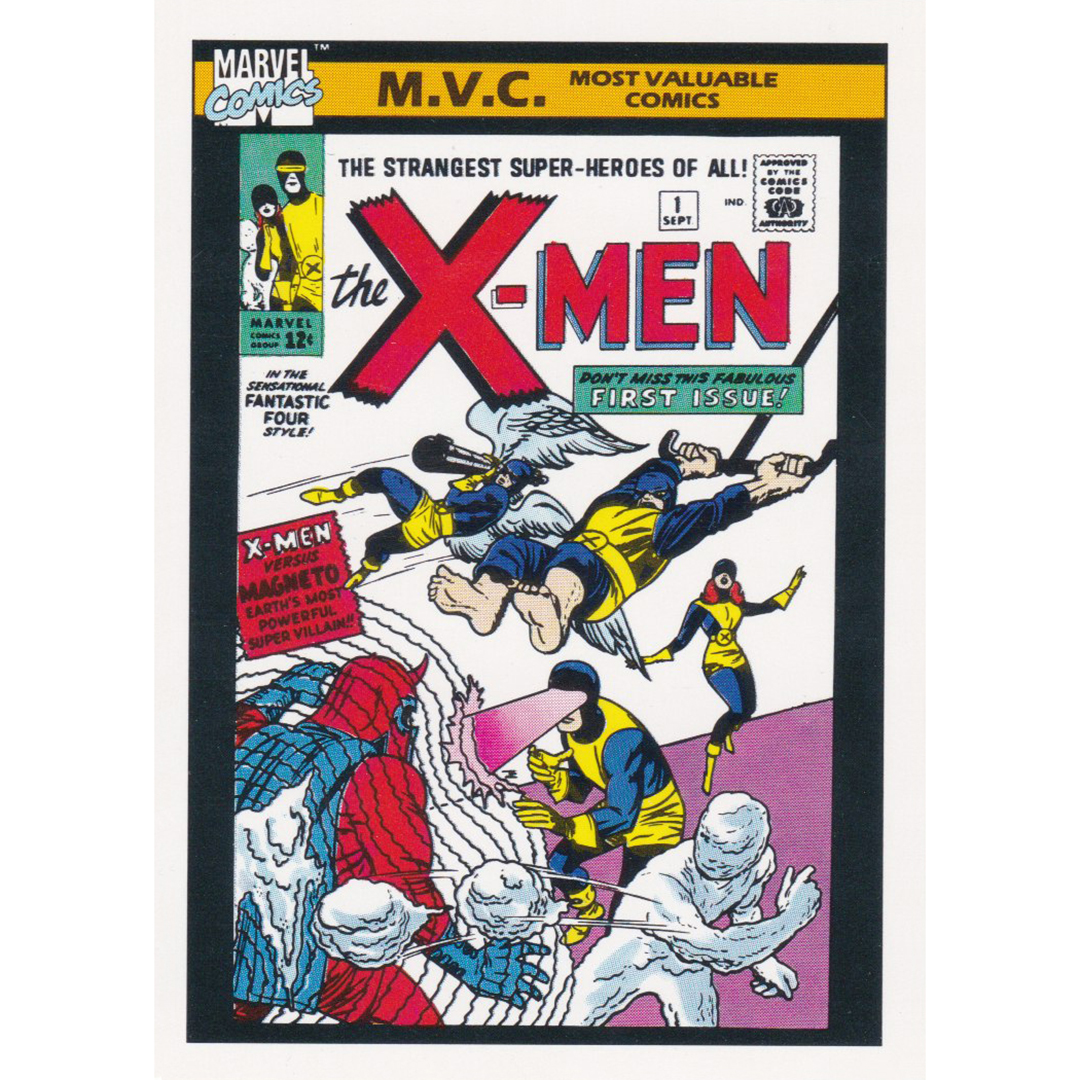 MARVEL™
COMICS
M.V.C.
MOST VALUABLE
COMICS
THE STRANGEST SUPER-HEROES OF ALL!
APPROVED
BY THE
COMICS
CODE
CA
AUTHORITY
1
SEPT.
IND.
the X-MEN
MARVEL
COMICS
GROUP 12¢
IN THE
SENSATIONAL
FANTASTIC
FOUR
STYLE!
DON'T MISS THIS FABULOUS
FIRST ISSUE!
X-MEN
VERSUS
MAGNETO
EARTH'S MOST
POWERFUL
SUPER VILLAIN!!
X
X
X